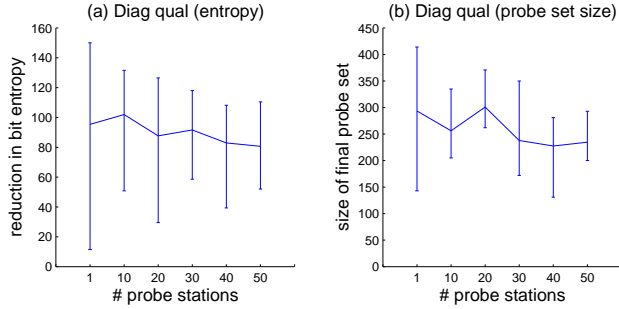 (a) Diag qual (entropy)
160
140
120
100
80
60
40
20
0
reduction in bit entropy
1 10 20 30 40 50
# probe stations
(b) Diag qual (probe set size)
450
400
350
300
250
200
150
100
50
0
size of final probe set
1 10 20 30 40 50
# probe stations